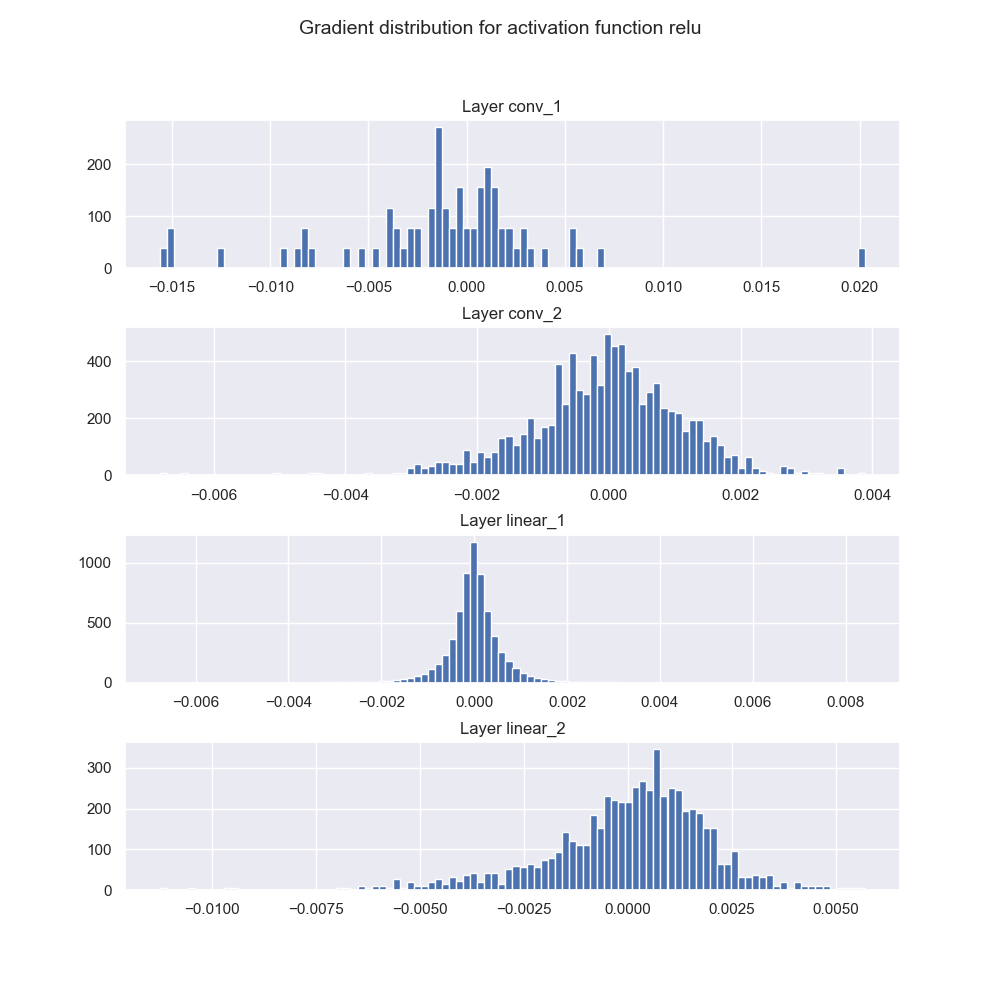 Gradient distribution for activation function relu
Layer conv_1
200
100
0
−0.015 −0.010 −0.005 0.000 0.005 0.010 0.015 0.020
Layer conv_2
400
200
0
−0.006 −0.004 −0.002 0.000 0.002 0.004
Layer linear_1
1000
500
0
−0.006 −0.004 −0.002 0.000 0.002 0.004 0.006 0.008
Layer linear_2
300
200
100
0
−0.0100 −0.0075 −0.0050 −0.0025 0.0000 0.0025 0.0050